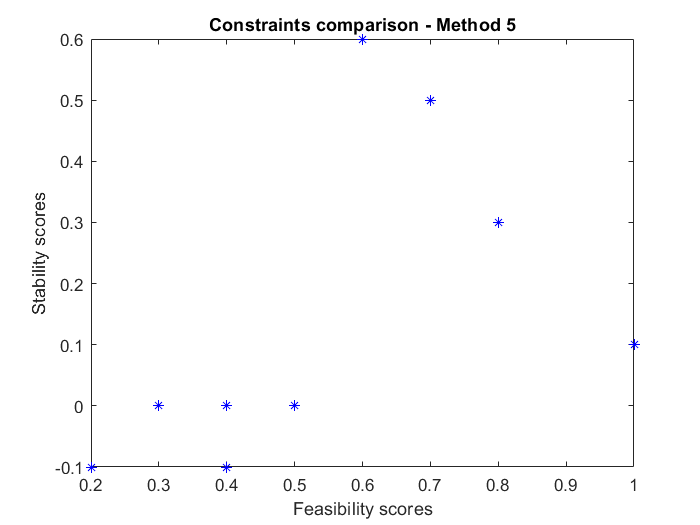 Constraints comparison - Method 5
0.6
0.5
0.4
0.3
0.2
0.1
0
-0.1
Stability scores
0.2 0.3 0.4 0.5 0.6 0.7 0.8 0.9 1
Feasibility scores